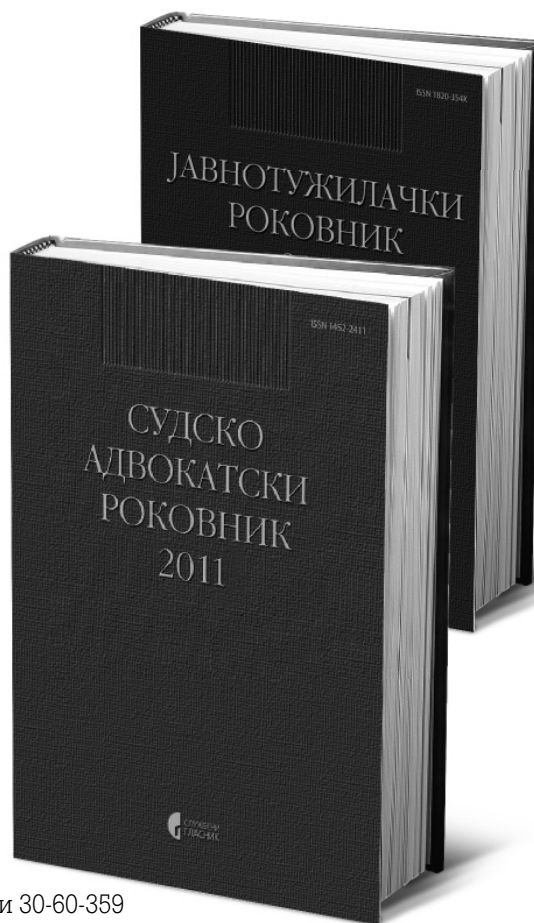 ISSN 1820-354X
ЈАВНОТУЖИЛАЧКИ
РОКОВНИК
ISSN 1452-2411
СУДСКО
АДВОКАТСКИ
РОКОВНИК
2011
СЛУЖБЕНИ
ГЛАСНИК
и 30-60-359